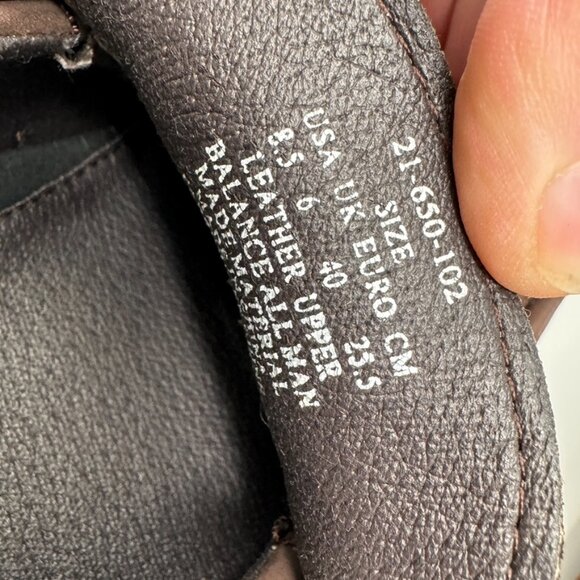 21-650-102
SIZE
USA UK EURO CM
8.5 6 40 25.5
LEATHER UPPER
BALANCE ALL MAN
MADE MATERIAL